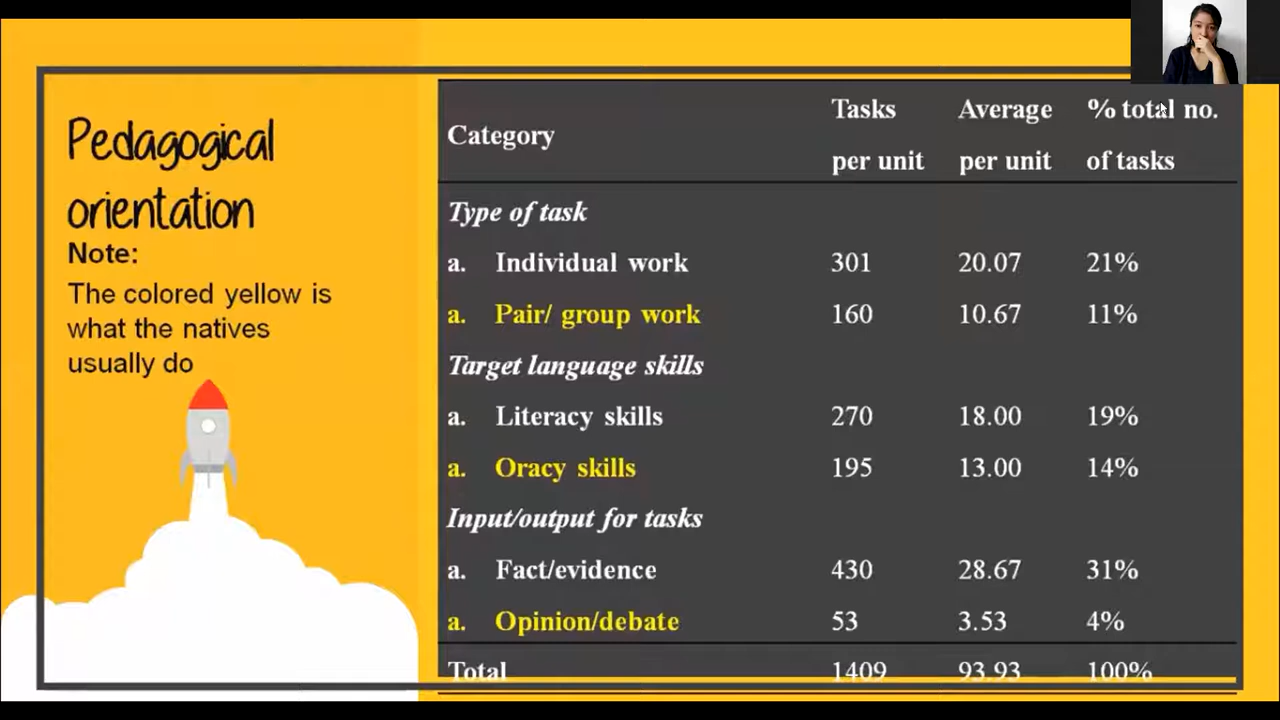 Pedagogical
orientation
Note:
The colored yellow is
what the natives
usually do
Category Tasks per unit Average per unit % total no. of tasks
Type of task
a. Individual work 301 20.07 21%
a. Pair/ group work 160 10.67 11%
Target language skills
a. Literacy skills 270 18.00 19%
a. Oracy skills 195 13.00 14%
Input/output for tasks
a. Fact/evidence 430 28.67 31%
a. Opinion/debate 53 3.53 4%
Total 1409 93.93 100%